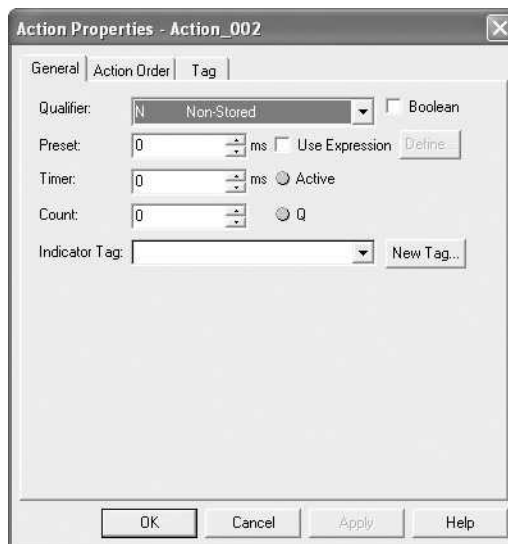 Action Properties - Action_002
General Action Order Tag
Qualifier: N Non-Stored Boolean
Preset: 0 ms Use Expression Define...
Timer: 0 ms Active
Count: 0 Q
Indicator Tag: New Tag...
OK Cancel Apply Help